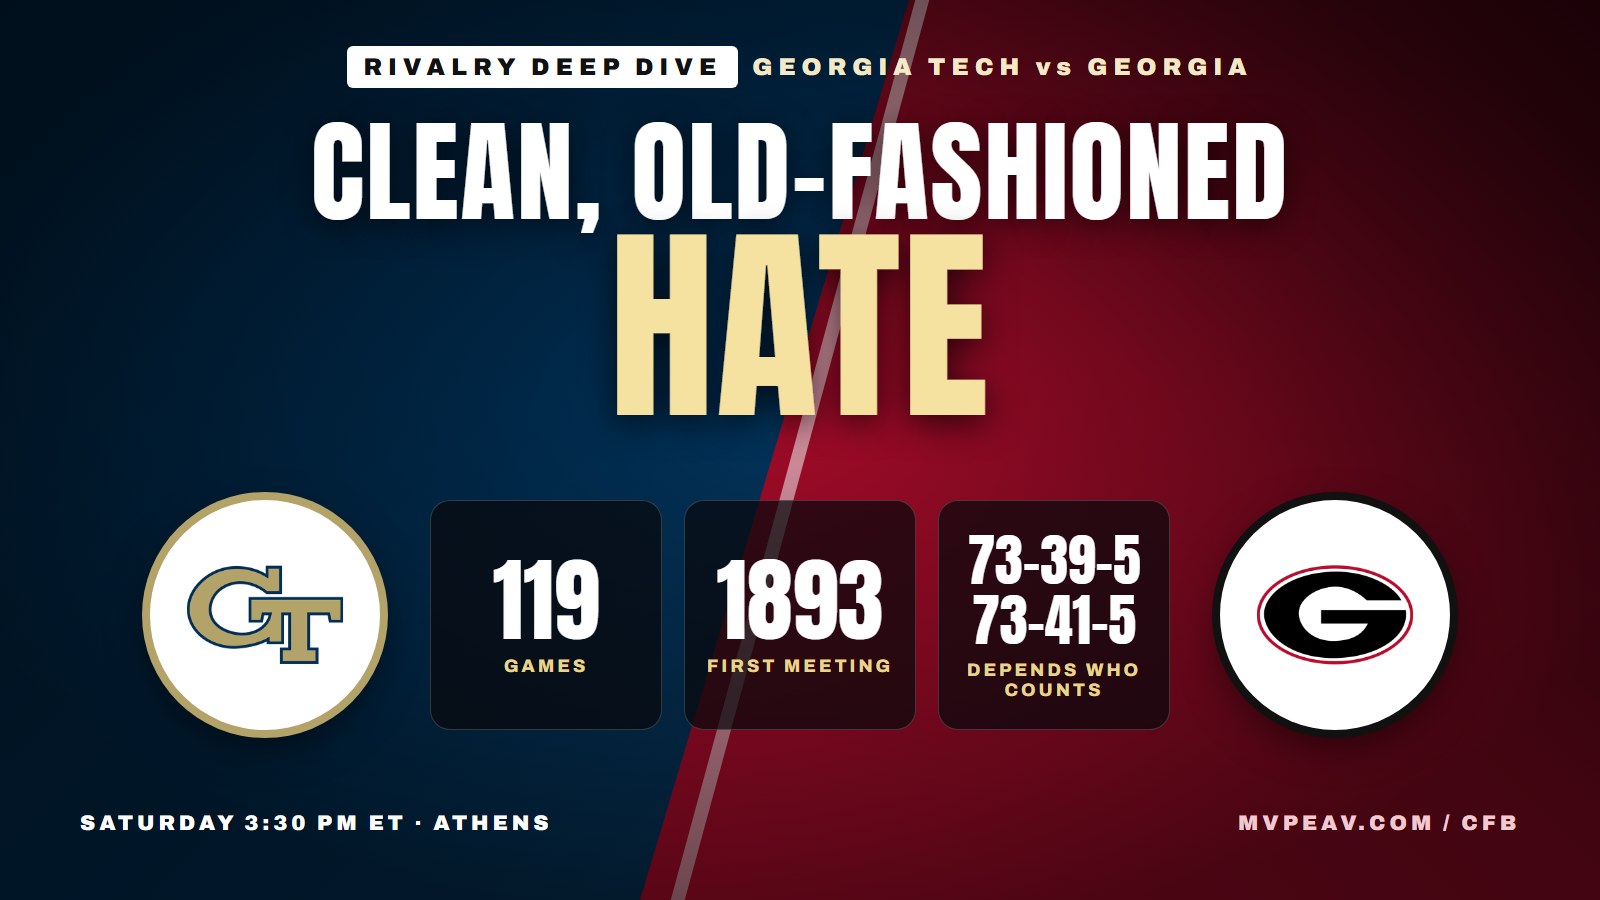 RIVALRY DEEP DIVE GEORGIA TECH vs GEORGIA
CLEAN, OLD-FASHIONED
HATE
GT
119
GAMES
1893
FIRST MEETING
73-39-5
73-41-5
DEPENDS WHO
COUNTS
G
SATURDAY 3:30 PM ET · ATHENS
MVPEAV.COM / CFB